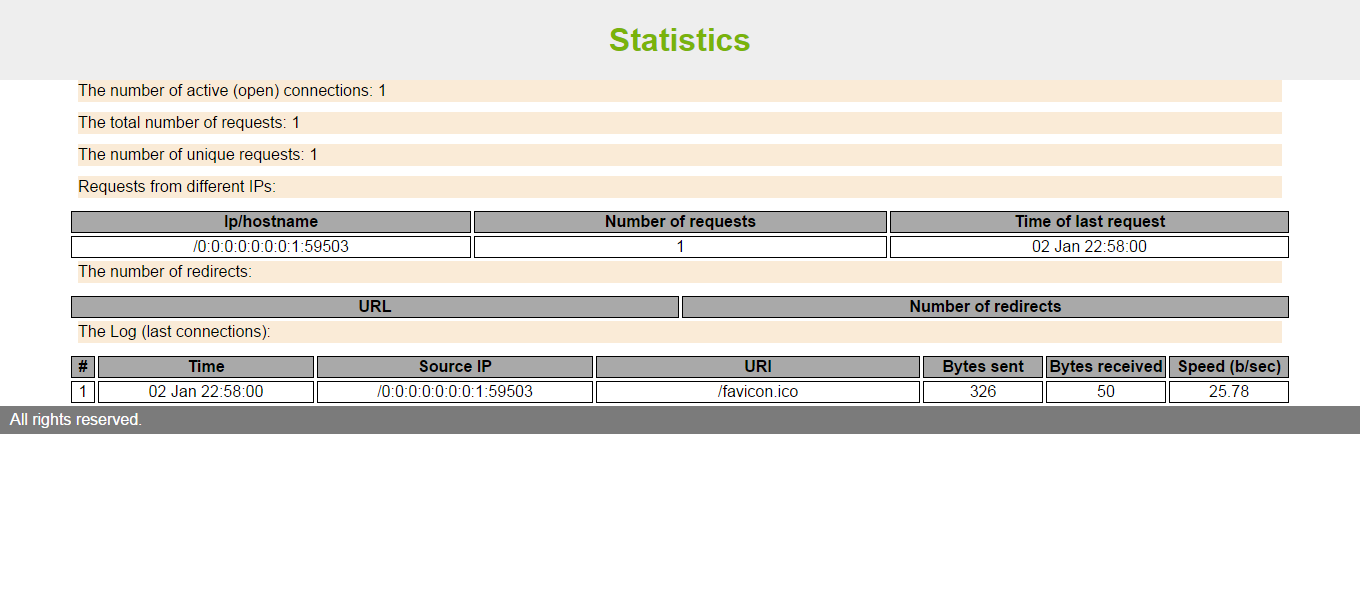 Statistics
The number of active (open) connections: 1
The total number of requests: 1
The number of unique requests: 1
Requests from different IPs:
Ip/hostname Number of requests Time of last request
/0:0:0:0:0:0:0:1:59503 1 02 Jan 22:58:00
The number of redirects:
URL Number of redirects
The Log (last connections):
# Time Source IP URI Bytes sent Bytes received Speed (b/sec)
1 02 Jan 22:58:00 /0:0:0:0:0:0:0:1:59503 /favicon.ico 326 50 25.78
All rights reserved.